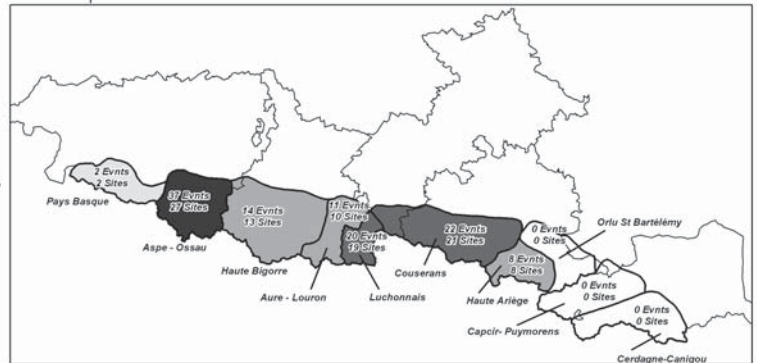 2 Evnts
2 Sites
Pays Basque
37 Evnts
27 Sites
Aspe - Ossau
14 Evnts
13 Sites
Haute Bigorre
11 Evnts
10 Sites
Aure - Louron
20 Evnts
19 Sites
Luchonnais
22 Evnts
21 Sites
Couserans
8 Evnts
8 Sites
Haute Ariège
0 Evnts
0 Sites
Orlu St Bartélémy
0 Evnts
0 Sites
Capcir- Puymorens
0 Evnts
0 Sites
Cerdagne-Canigou